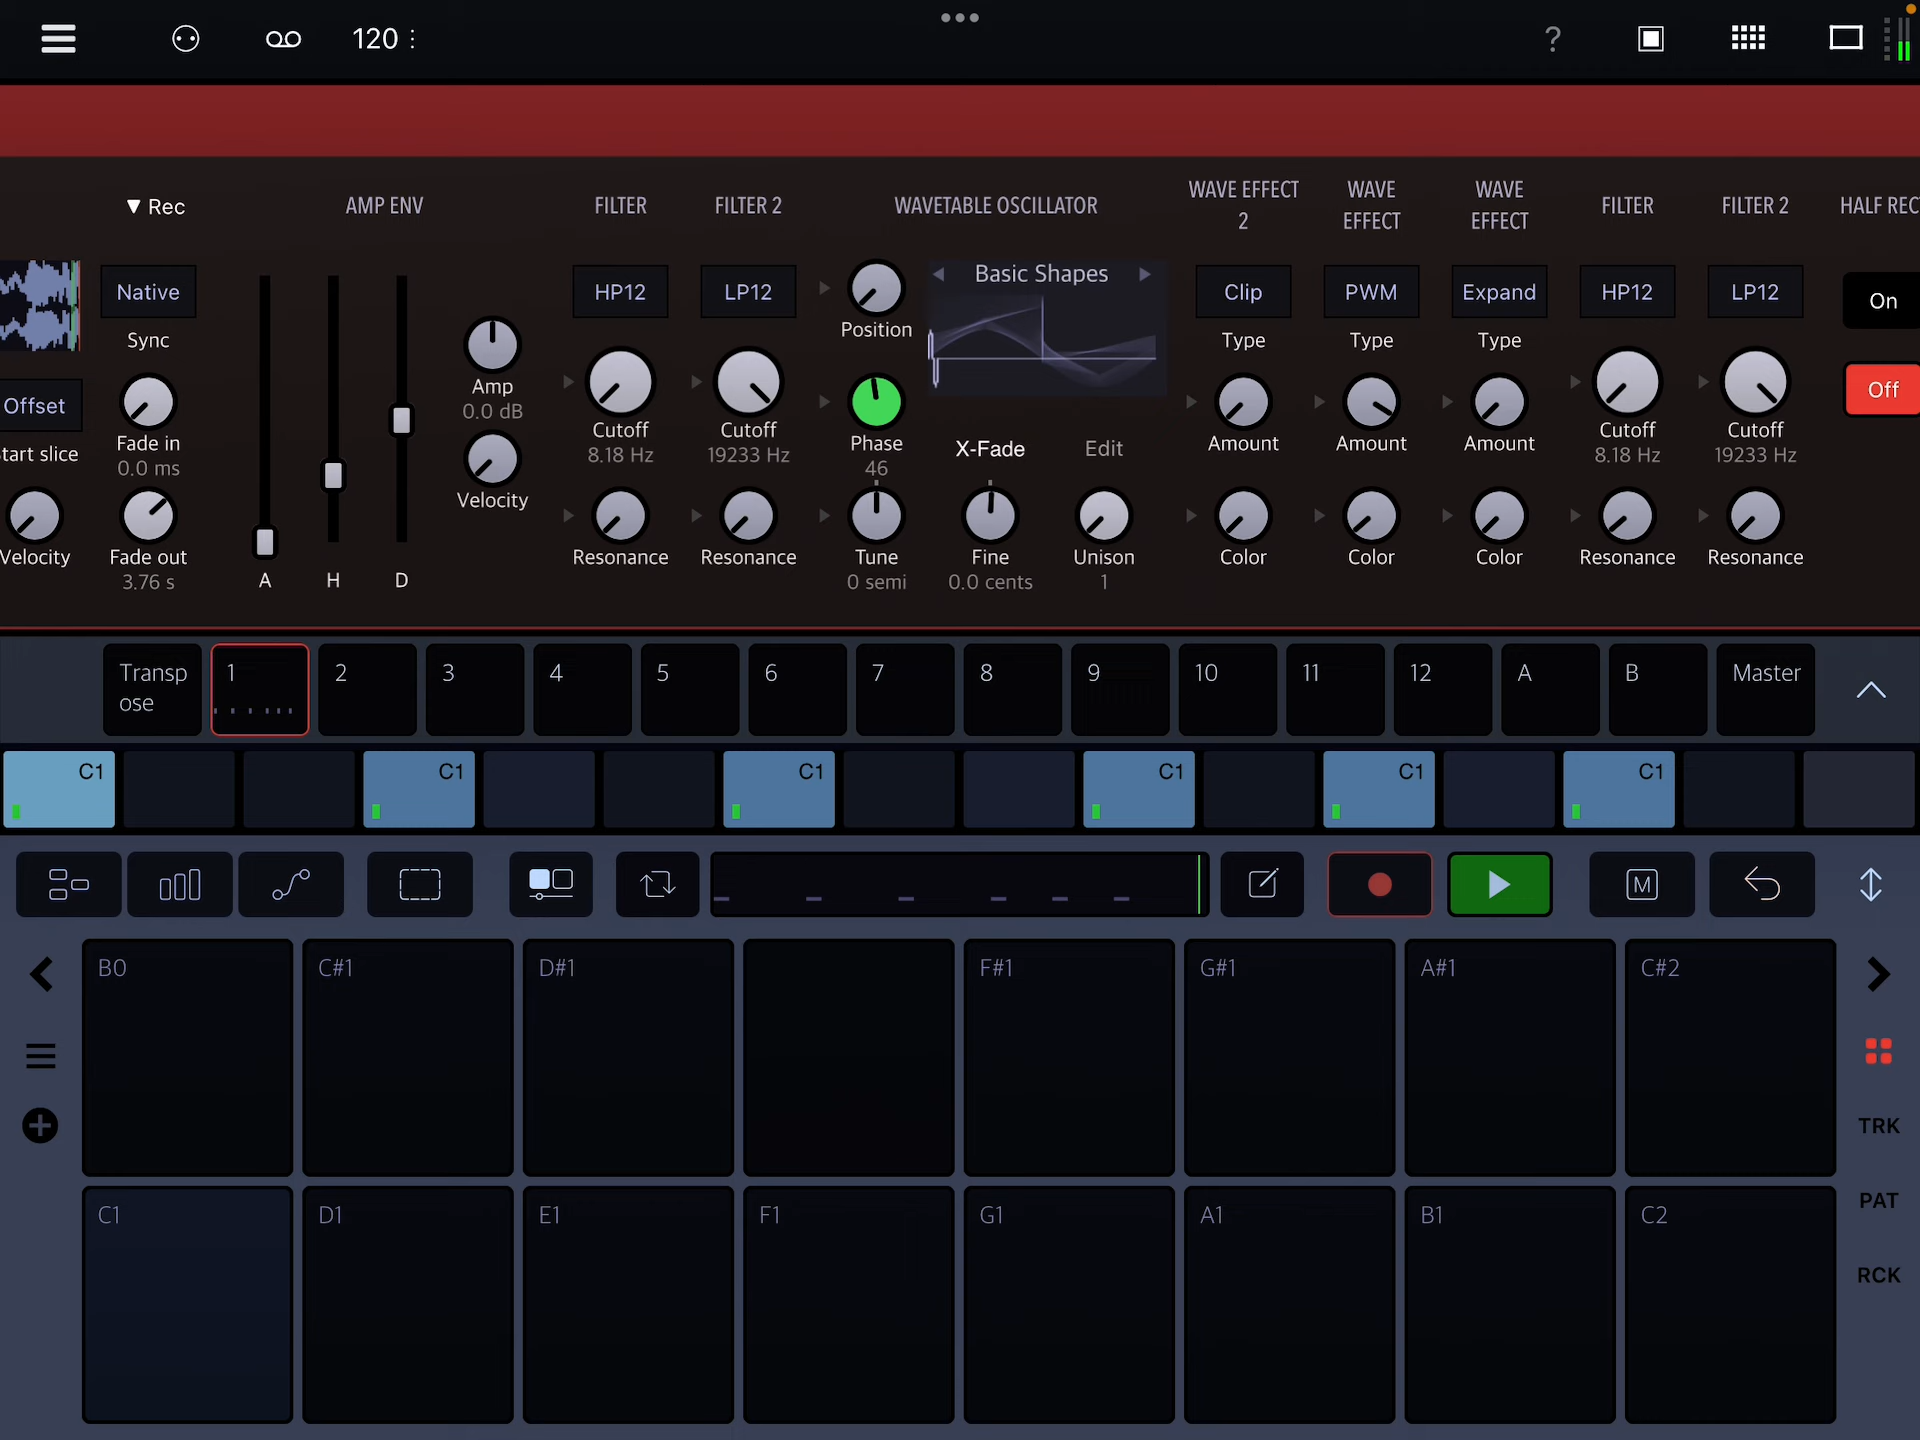 120
?
▼ Rec
AMP ENV
FILTER
FILTER 2
WAVETABLE OSCILLATOR
WAVE EFFECT
2
WAVE
EFFECT
WAVE
EFFECT
FILTER
FILTER 2
HALF REC
Native
Sync
HP12
LP12
Position
Basic Shapes
Clip
Type
PWM
Type
Expand
Type
HP12
LP12
On
Offset
tart slice
Fade in
0.0 ms
Amp
0.0 dB
Cutoff
8.18 Hz
Cutoff
19233 Hz
Phase
46
X-Fade
Edit
Amount
Amount
Amount
Cutoff
8.18 Hz
Cutoff
19233 Hz
Off
Velocity
Fade out
3.76 s
A
H
D
Velocity
Resonance
Resonance
Tune
0 semi
Fine
0.0 cents
Unison
1
Color
Color
Color
Resonance
Resonance
Transp
ose
1
2
3
4
5
6
7
8
9
10
11
12
A
B
Master
C1
C1
C1
C1
C1
C1
M
B0
C#1
D#1
F#1
G#1
A#1
C#2
TRK
PAT
RCK
C1
D1
E1
F1
G1
A1
B1
C2